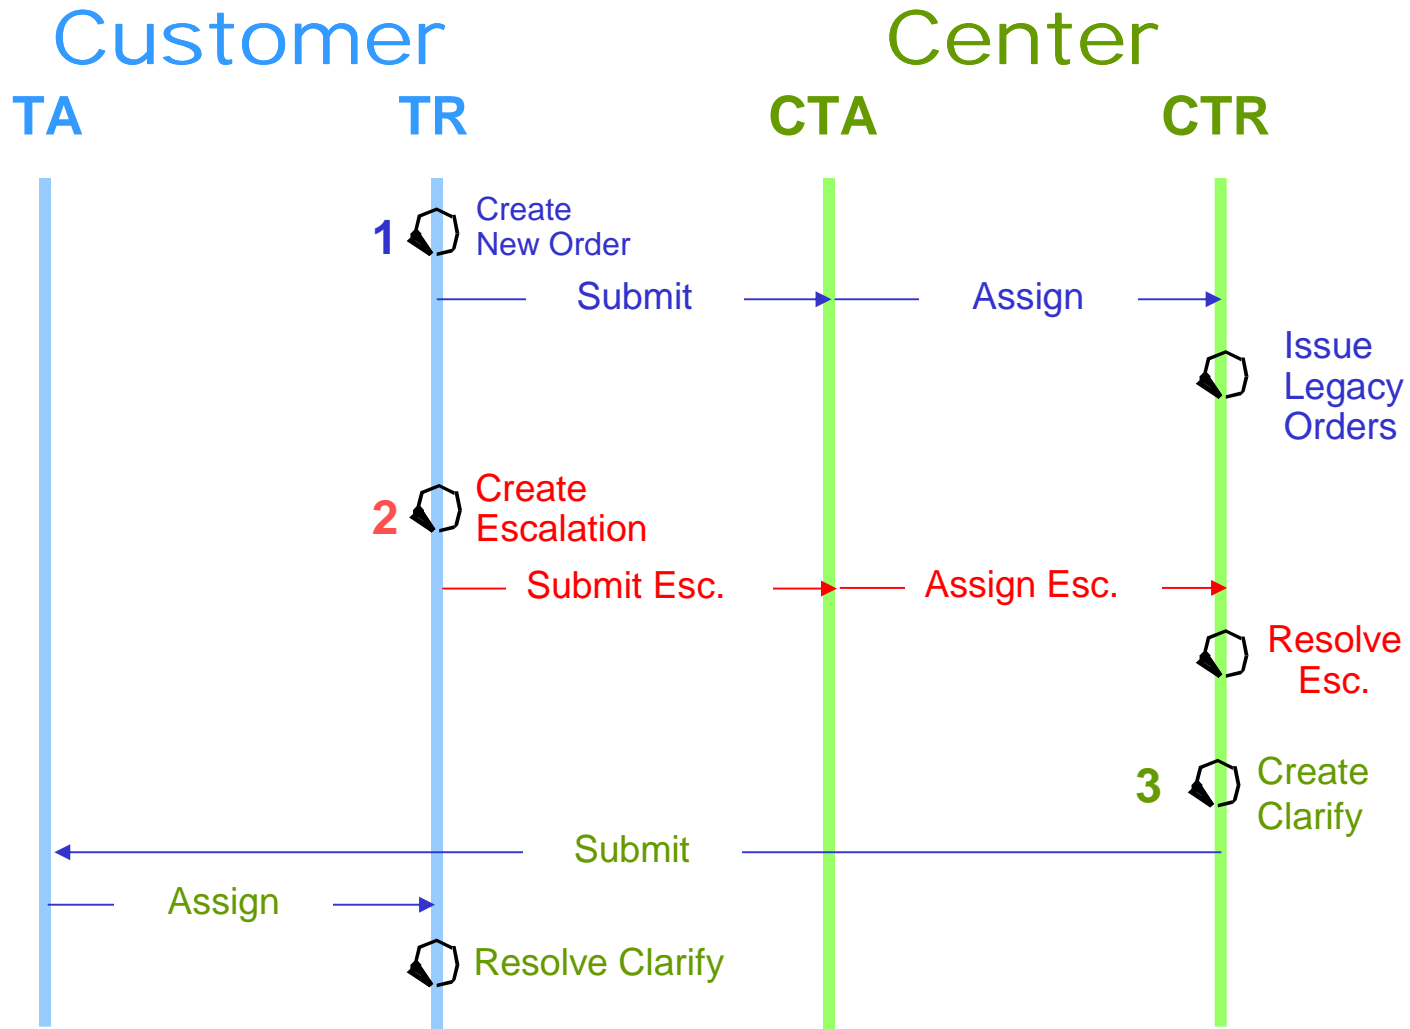 Customer Center
TA TR CTA CTR
1 Create
New Order
Submit Assign
Issue
Legacy
Orders
2 Create
Escalation
Submit Esc. Assign Esc.
Resolve
Esc.
3 Create
Clarify
Submit
Assign
Resolve Clarify